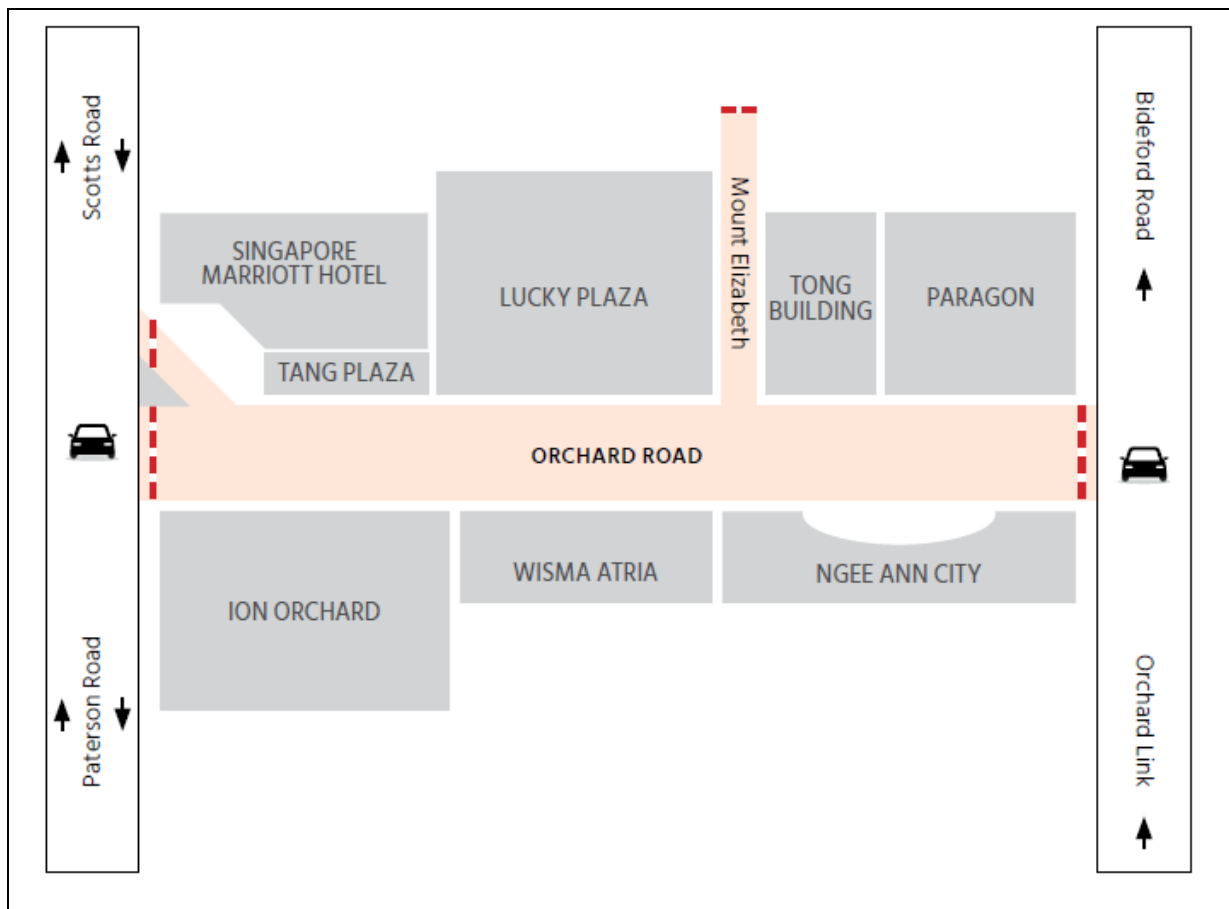 Scotts Road
Bideford Road
SINGAPORE
MARRIOTT HOTEL
LUCKY PLAZA
Mount Elizabeth
TONG
BUILDING
PARAGON
TANG PLAZA
ORCHARD ROAD
ION ORCHARD
WISMA ATRIA
NGEE ANN CITY
Paterson Road
Orchard Link